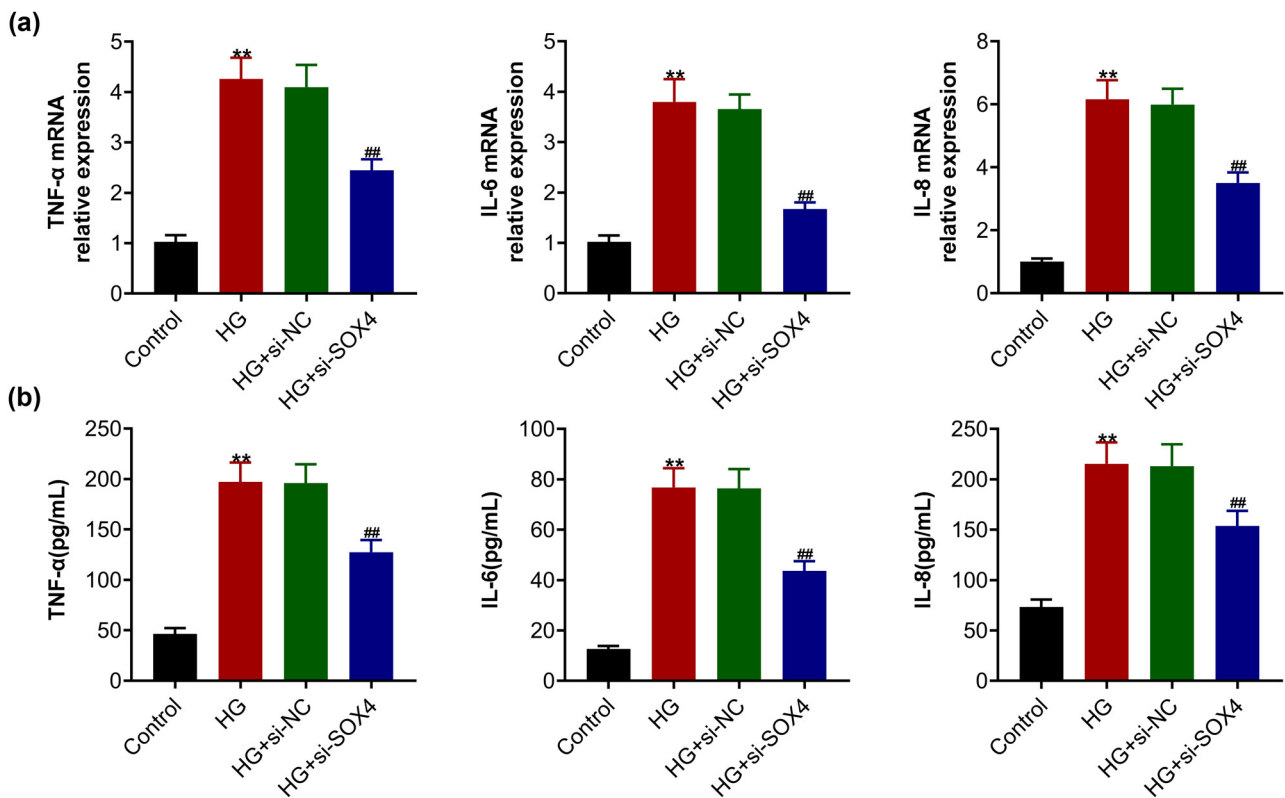 (a)
TNF-α mRNA
relative expression
5
4
3
2
1
0
**
##
Control
HG
HG+si-NC
HG+si-SOX4
IL-6 mRNA
relative expression
5
4
3
2
1
0
**
##
Control
HG
HG+si-NC
HG+si-SOX4
IL-8 mRNA
relative expression
8
6
4
2
0
**
##
Control
HG
HG+si-NC
HG+si-SOX4
(b)
TNF-α(pg/mL)
250
200
150
100
50
0
**
##
Control
HG
HG+si-NC
HG+si-SOX4
IL-6(pg/mL)
100
80
60
40
20
0
**
##
Control
HG
HG+si-NC
HG+si-SOX4
IL-8(pg/mL)
250
200
150
100
50
0
**
##
Control
HG
HG+si-NC
HG+si-SOX4